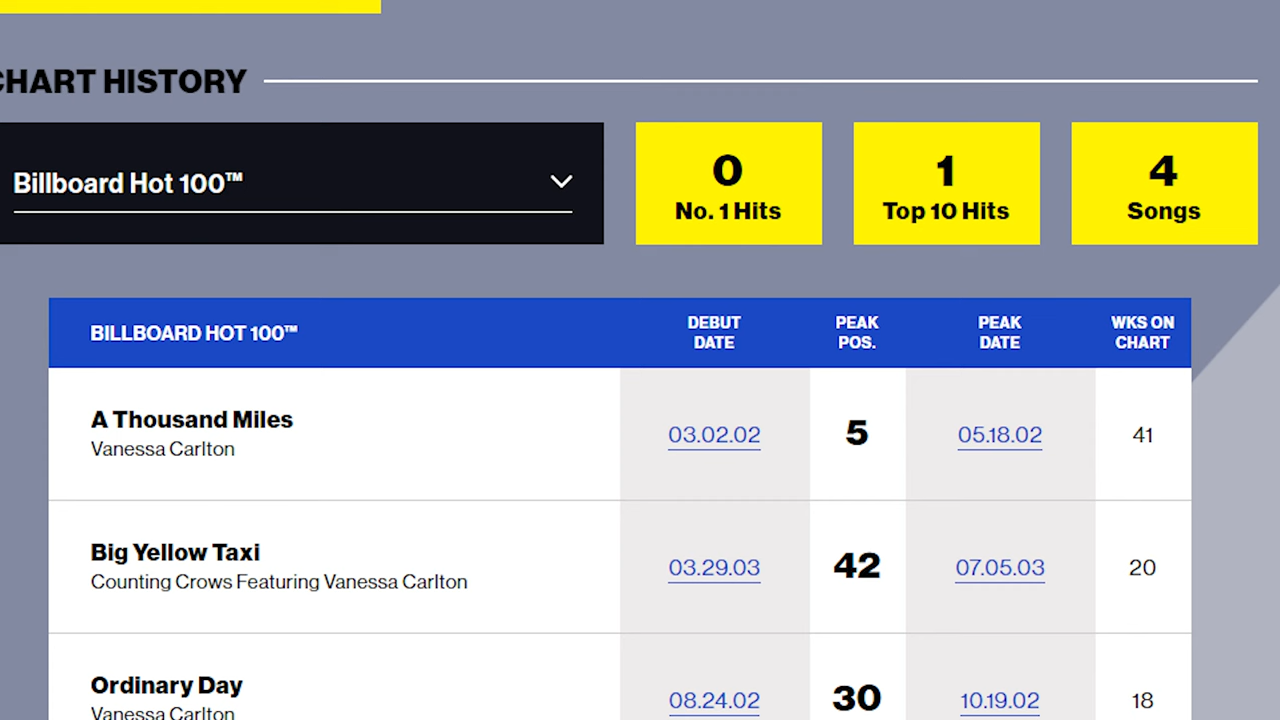 CHART HISTORY
Billboard Hot 100™
0
No. 1 Hits
1
Top 10 Hits
4
Songs
BILLBOARD HOT 100™ DEBUT DATE PEAK POS. PEAK DATE WKS ON CHART
A Thousand Miles
Vanessa Carlton
03.02.02 5 05.18.02 41
Big Yellow Taxi
Counting Crows Featuring Vanessa Carlton
03.29.03 42 07.05.03 20
Ordinary Day
Vanessa Carlton
08.24.02 30 10.19.02 18